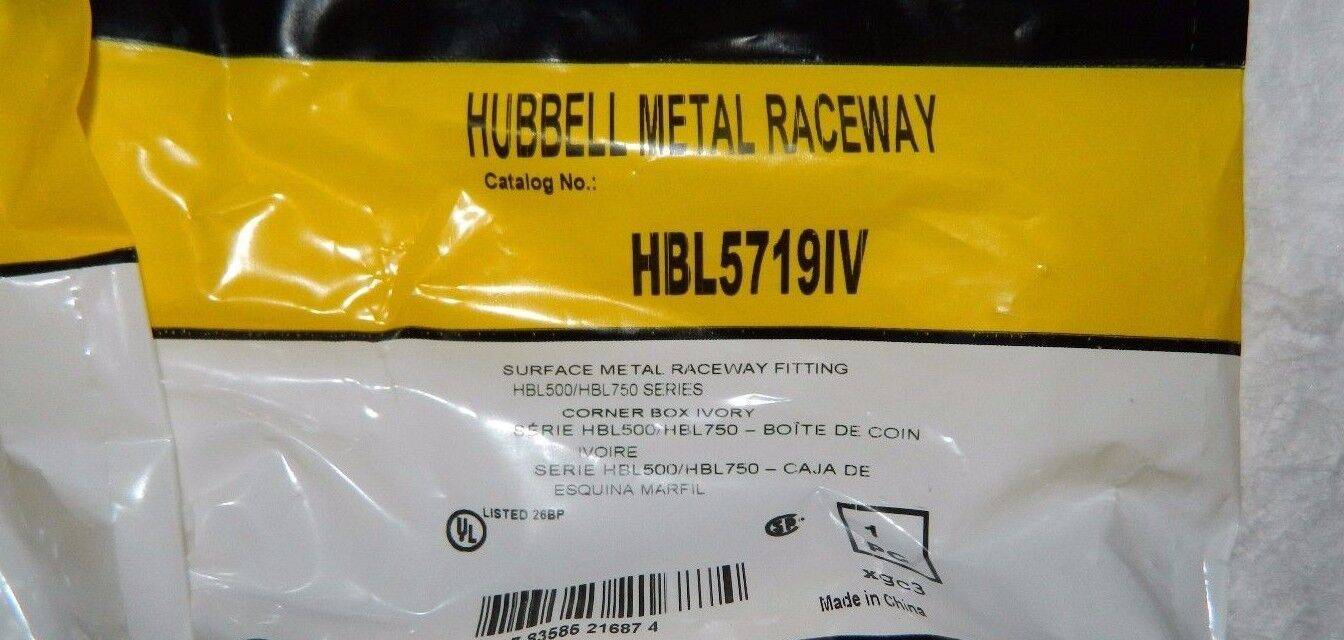 HUBBELL METAL RACEWAY
Catalog No.:
HBL5719IV
SURFACE METAL RACEWAY FITTING
HBL500/HBL750 SERIES
CORNER BOX IVORY
SÉRIE HBL500/HBL750 – BOÎTE DE COIN
IVOIRE
SERIE HBL500/HBL750 – CAJA DE
ESQUINA MARFIL
UL LISTED 26BP
1
PC
xgc3
Made in China
83585 21687 4